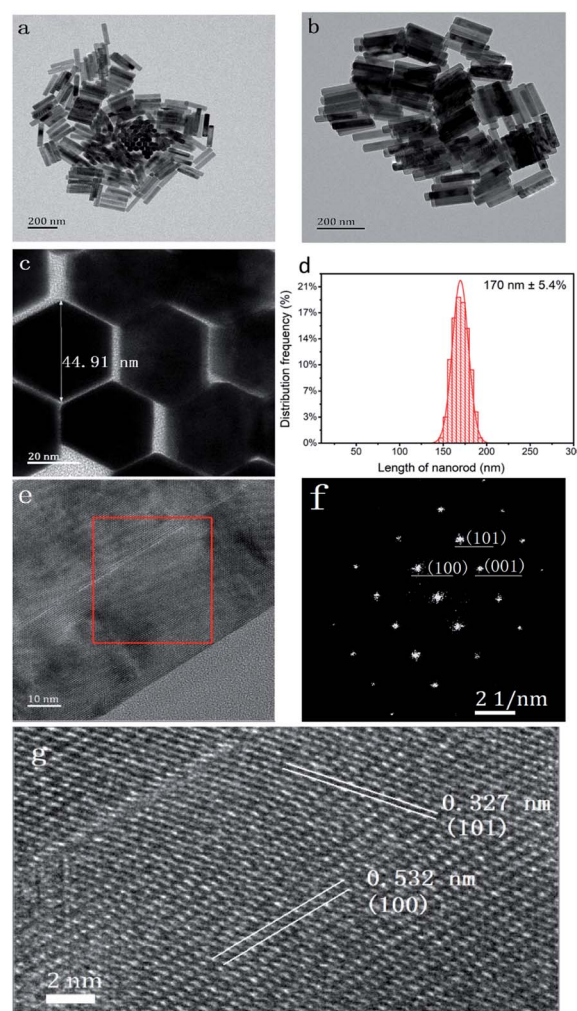 a
200 nm
b
200 nm
c
44.91 nm
20 nm
d
170 nm ± 5.4%
Distribution frequency (%)
21%
17%
14%
10%
7%
3%
0%
50
100
150
200
250
300
Length of nanorod (nm)
e
10 nm
f
(101)
(100)
(001)
2 1/nm
g
0.327 nm
(101)
0.532 nm
(100)
2 nm